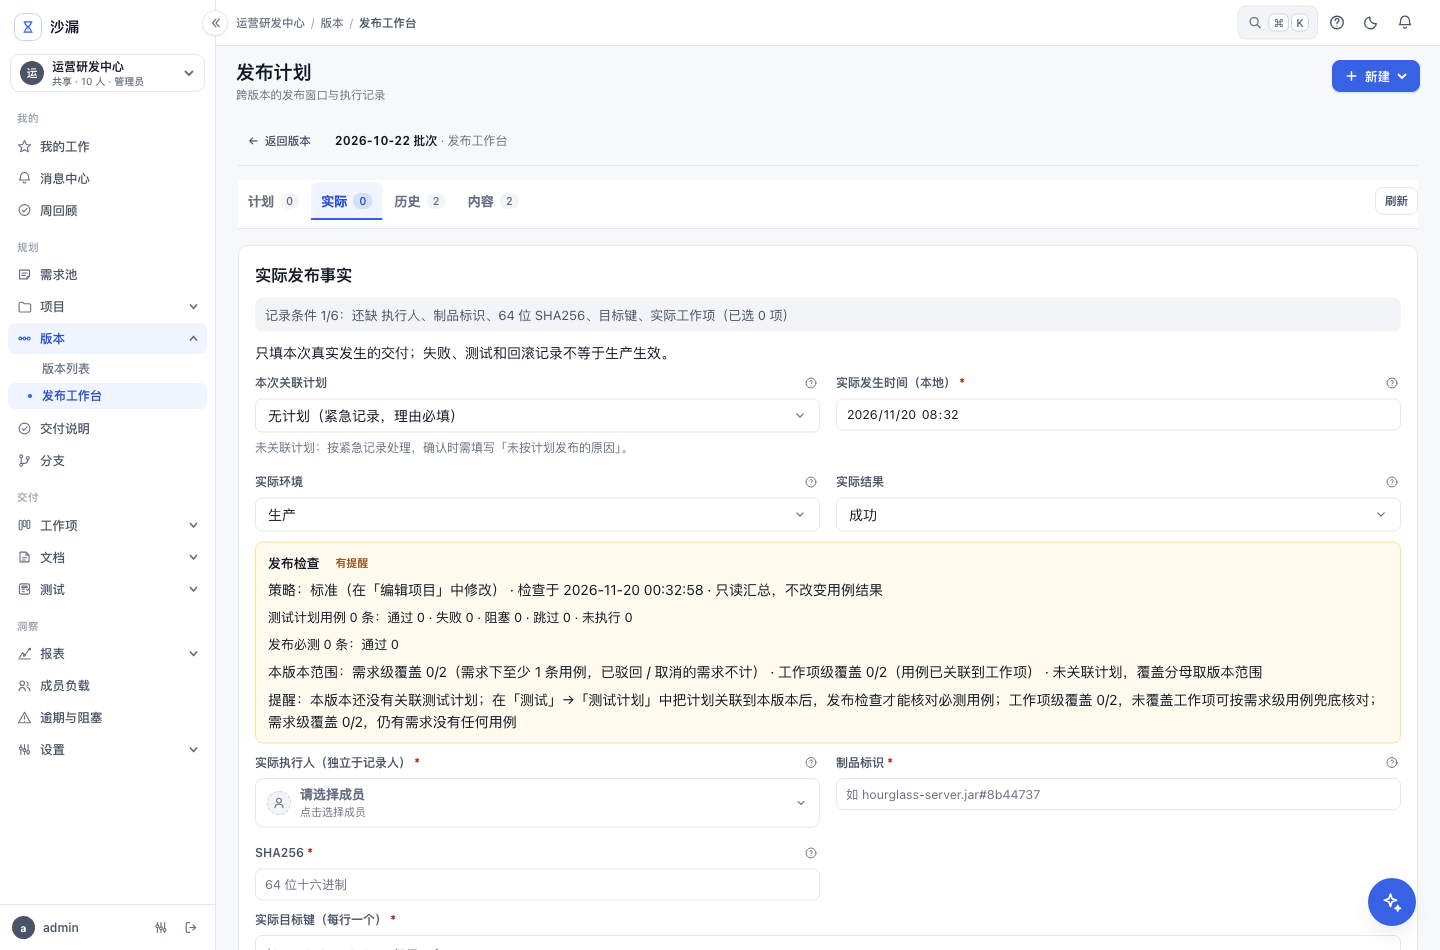 沙漏
运
运营研发中心
共享 · 10 人 · 管理员
我的
我的工作
消息中心
周回顾
规划
需求池
项目
版本
版本列表
发布工作台
交付说明
分支
交付
工作项
文档
测试
洞察
报表
成员负载
逾期与阻塞
设置
a admin
运营研发中心 / 版本 / 发布工作台
⌘ K
发布计划
跨版本的发布窗口与执行记录
新建
返回版本 2026-10-22 批次 · 发布工作台
计划 0 实际 0 历史 2 内容 2
刷新
实际发布事实
记录条件 1/6：还缺 执行人、制品标识、64 位 SHA256、目标键、实际工作项（已选 0 项）
只填本次真实发生的交付；失败、测试和回滚记录不等于生产生效。
本次关联计划
实际发生时间（本地） *
无计划（紧急记录，理由必填）
2026/11/20 08:32
未关联计划：按紧急记录处理，确认时需填写「未按计划发布的原因」。
实际环境
实际结果
生产
成功
发布检查 有提醒
策略：标准（在「编辑项目」中修改） · 检查于 2026-11-20 00:32:58 · 只读汇总，不改变用例结果
测试计划用例 0 条：通过 0 · 失败 0 · 阻塞 0 · 跳过 0 · 未执行 0
发布必测 0 条：通过 0
本版本范围：需求级覆盖 0/2（需求下至少 1 条用例，已驳回 / 取消的需求不计） · 工作项级覆盖 0/2（用例已关联到工作项） · 未关联计划，覆盖分母取版本范围
提醒：本版本还没有关联测试计划；在「测试」→「测试计划」中把计划关联到本版本后，发布检查才能核对必测用例；工作项级覆盖 0/2，未覆盖工作项可按需求级用例兜底核对；
需求级覆盖 0/2，仍有需求没有任何用例
实际执行人（独立于记录人） *
制品标识 *
请选择成员
点击选择成员
如 hourglass-server.jar#8b44737
SHA256 *
64 位十六进制
实际目标键（每行一个） *